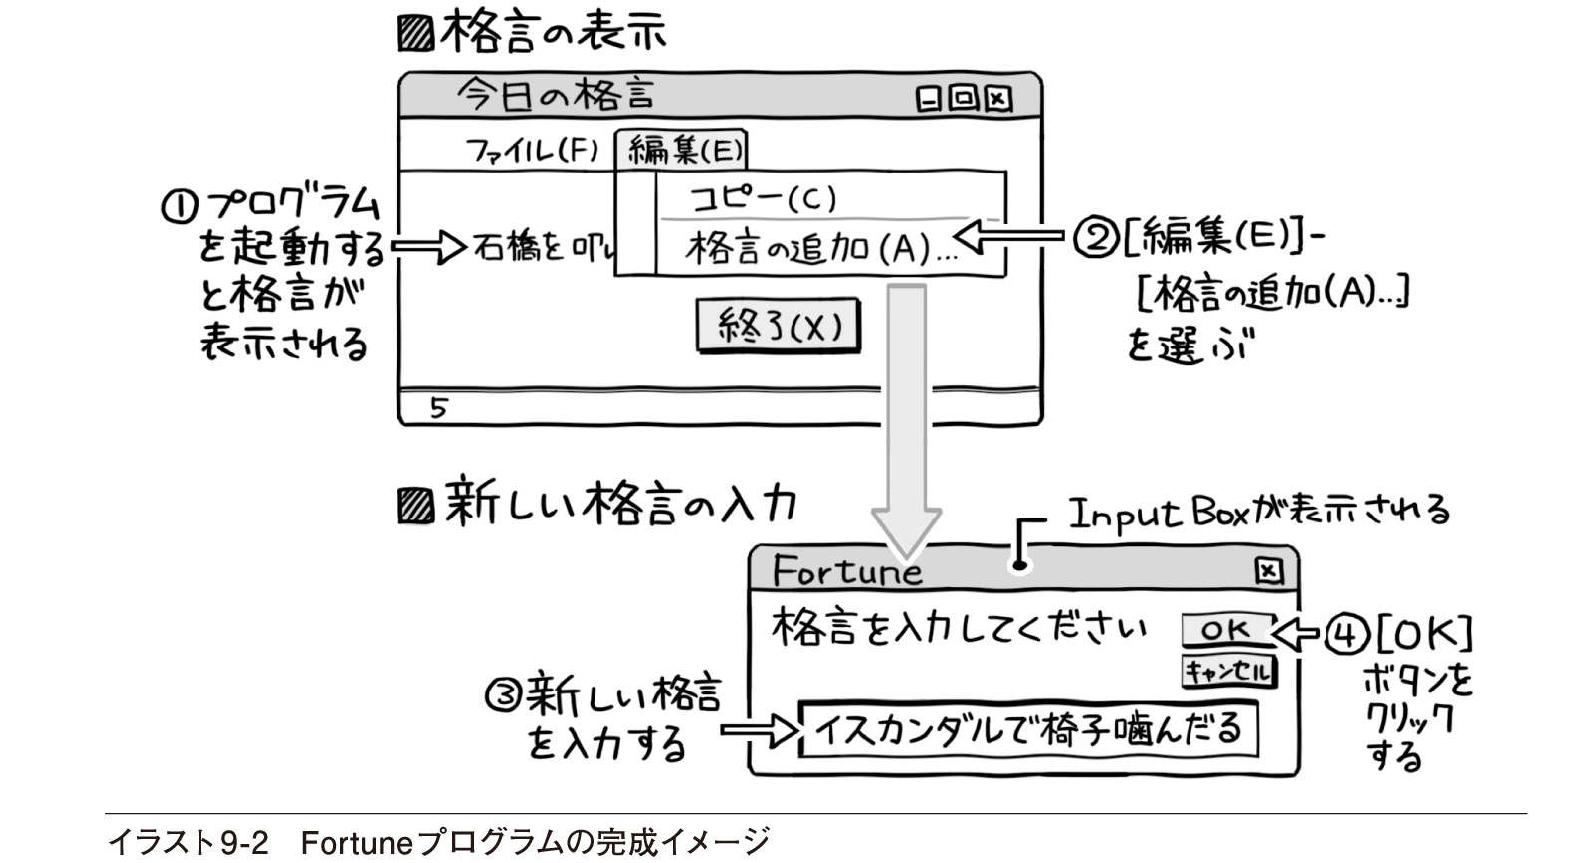 格言の表示
今日の格言
ファイル(F) 編集(E)
コピー(C)
格言の追加(A)...
①プログラム
を起動する
と格言が
表示される
石橋を叩い
②[編集(E)]-
[格言の追加(A)...]
を選ぶ
終了(X)
5
新しい格言の入力
InputBoxが表示される
Fortune
格言を入力してください
OK
キャンセル
③新しい格言
を入力する
イスカンダルで椅子噛んだる
④[OK]
ボタンを
クリック
する
イラスト9-2 Fortuneプログラムの完成イメージ